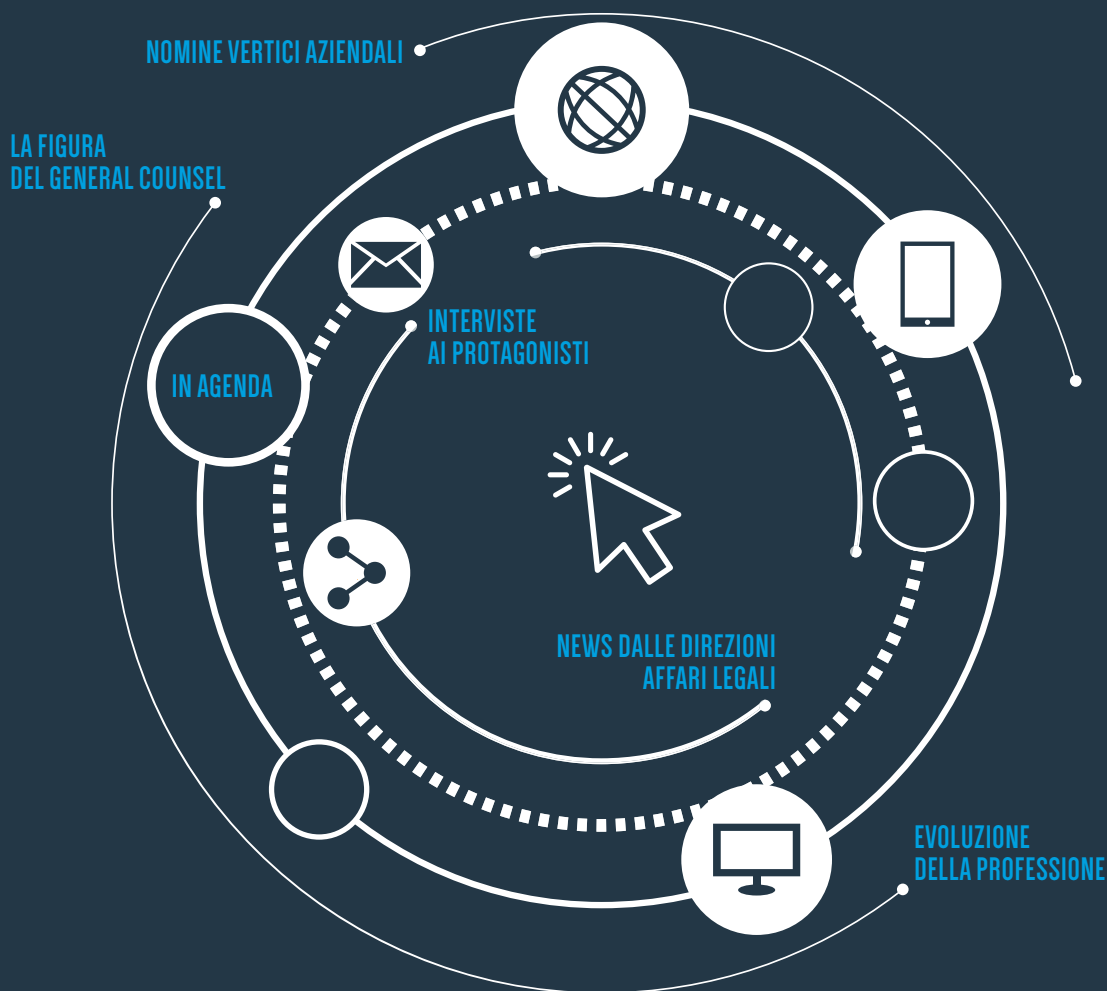 NOMINE VERTICI AZIENDALI
LA FIGURA
DEL GENERAL COUNSEL
INTERVISTE
AI PROTAGONISTI
IN AGENDA
NEWS DALLE DIREZIONI
AFFARI LEGALI
EVOLUZIONE
DELLA PROFESSIONE